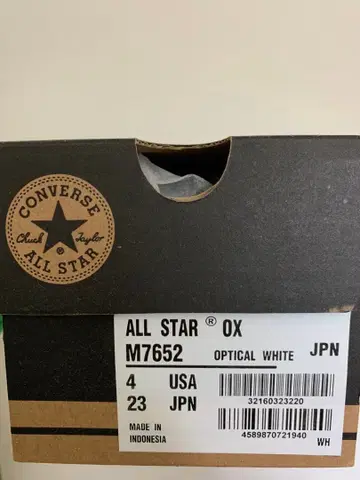 CONVERSE
Chuck Taylor
®
ALL STAR
ALL STAR ® OX
M7652 OPTICAL WHITE JPN
4 USA
23 JPN
32160323220
MADE IN
INDONESIA
4589870721940
WH